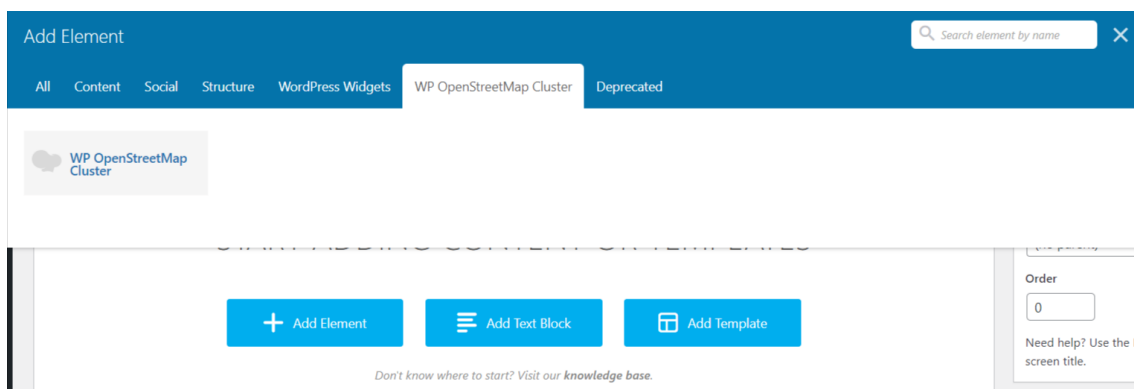 Add Element
Search element by name
All Content Social Structure WordPress Widgets WP OpenStreetMap Cluster Deprecated
WP OpenStreetMap
Cluster
Order
0
Add Element Add Text Block Add Template
Need help? Use the
screen title.
Don't know where to start? Visit our knowledge base.